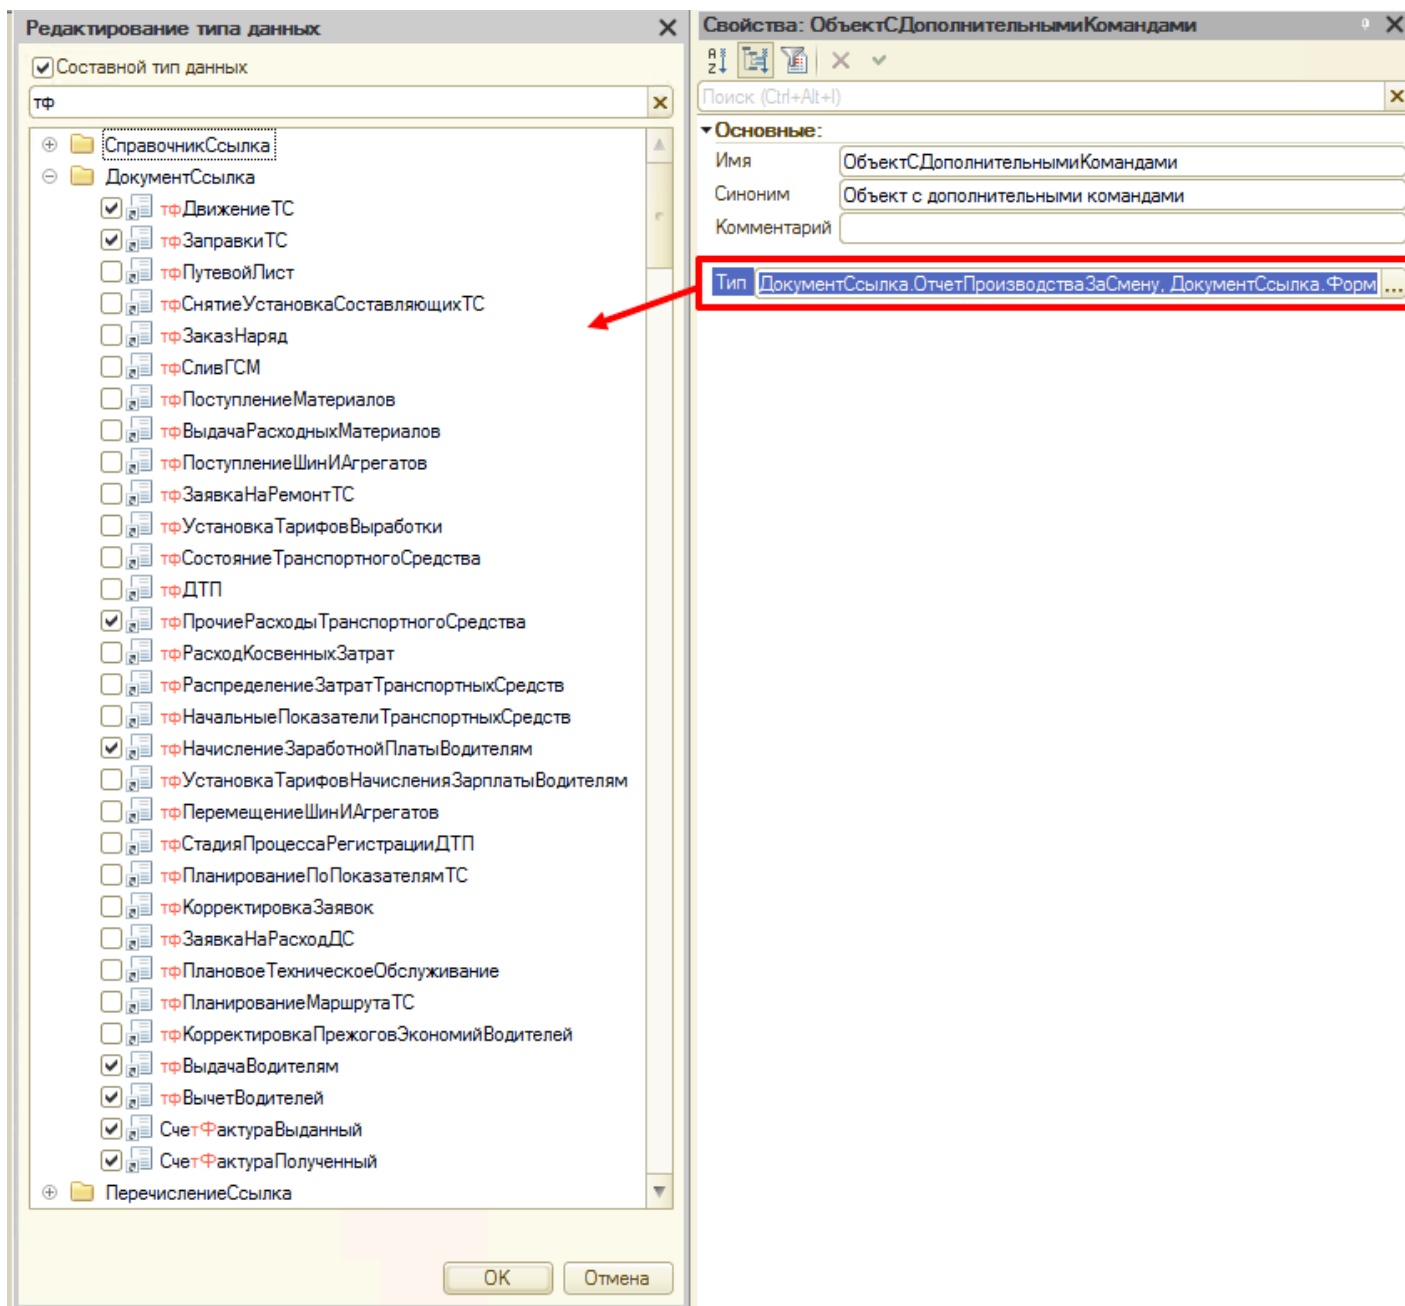 Редактирование типа данных
Составной тип данных
тф
СправочникСсылка
ДокументСсылка
тфДвижениеТС
тфЗаправкиТС
тфПутевойЛист
тфСнятиеУстановкаСоставляющихТС
тфЗаказНаряд
тфСливГСМ
тфПоступлениеМатериалов
тфВыдачаРасходныхМатериалов
тфПоступлениеШинИАгрегатов
тфЗаявкаНаРемонтТС
тфУстановкаТарифовВыработки
тфСостояниеТранспортногоСредства
тфДТП
тфПрочиеРасходыТранспортногоСредства
тфРасходКосвенныхЗатрат
тфРаспределениеЗатратТранспортныхСредств
тфНачальныеПоказателиТранспортныхСредств
тфНачислениеЗаработнойПлатыВодителям
тфУстановкаТарифовНачисленияЗарплатыВодителям
тфПеремещениеШинИАгрегатов
тфСтадияПроцессаРегистрацииДТП
тфПланированиеПоПоказателямТС
тфКорректировкаЗаявок
тфЗаявкаНаРасходДС
тфПлановоеТехническоеОбслуживание
тфПланированиеМаршрутаТС
тфКорректировкаПрежоговЭкономийВодителей
тфВыдачаВодителям
тфВычетВодителей
СчетФактураВыданный
СчетФактураПолученный
ПеречислениеСсылка
OK Отмена
Свойства: ОбъектСДополнительнымиКомандами
Поиск (Ctrl+Alt+I)
Основные:
Имя ОбъектСДополнительнымиКомандами
Синоним Объект с дополнительными командами
Комментарий
Тип ДокументСсылка.ОтчетПроизводстваЗаСмену, ДокументСсылка.Форм ...